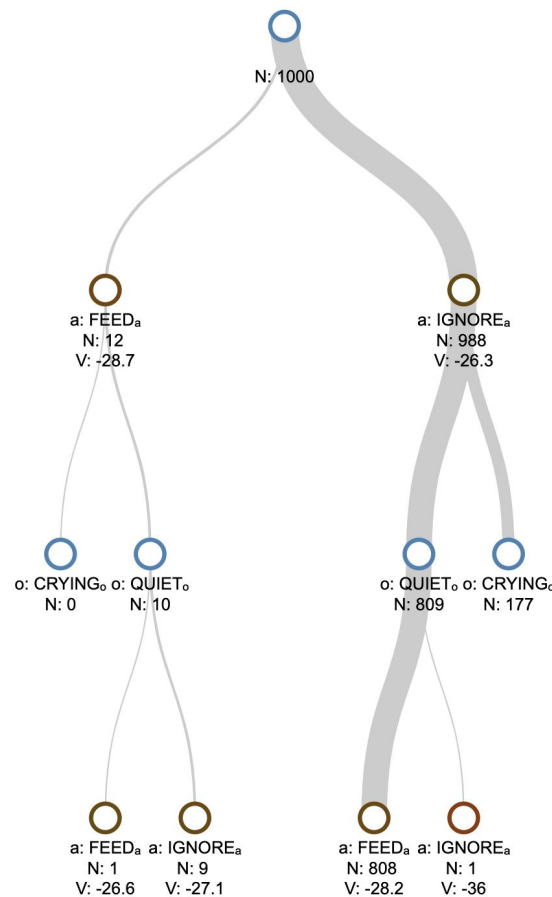 N: 1000
a: FEEDₐ
N: 12
V: -28.7
a: IGNOREₐ
N: 988
V: -26.3
o: CRYINGₒ
N: 0
o: QUIETₒ
N: 10
o: QUIETₒ
N: 809
o: CRYINGₒ
N: 177
a: FEEDₐ
N: 1
V: -26.6
a: IGNOREₐ
N: 9
V: -27.1
a: FEEDₐ
N: 808
V: -28.2
a: IGNOREₐ
N: 1
V: -36